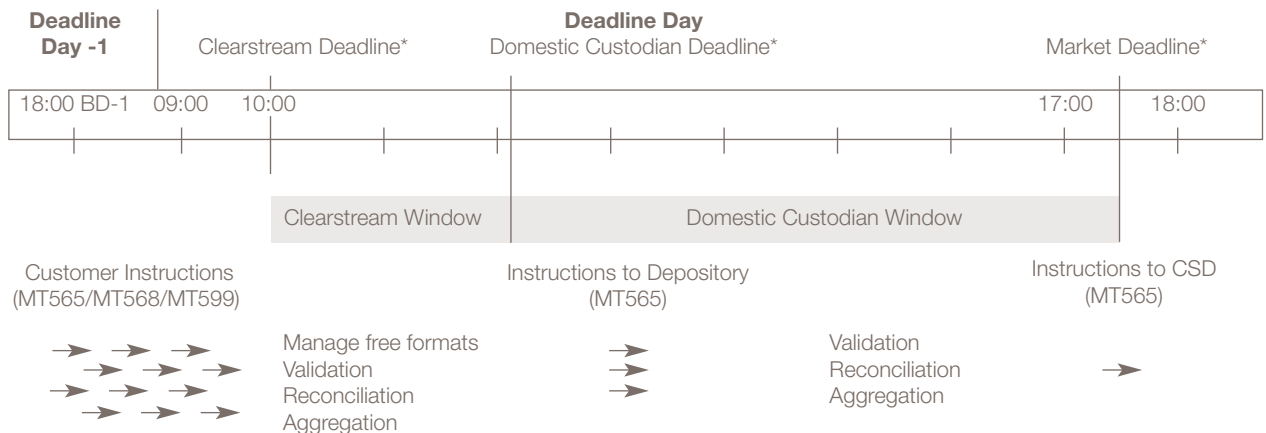 Deadline
Day -1
Deadline Day
Clearstream Deadline*
Domestic Custodian Deadline*
Market Deadline*
18:00 BD-1
09:00
10:00
17:00
18:00
Clearstream Window
Domestic Custodian Window
Customer Instructions
(MT565/MT568/MT599)
Instructions to Depository
(MT565)
Instructions to CSD
(MT565)
Manage free formats
Validation
Reconciliation
Aggregation
Validation
Reconciliation
Aggregation